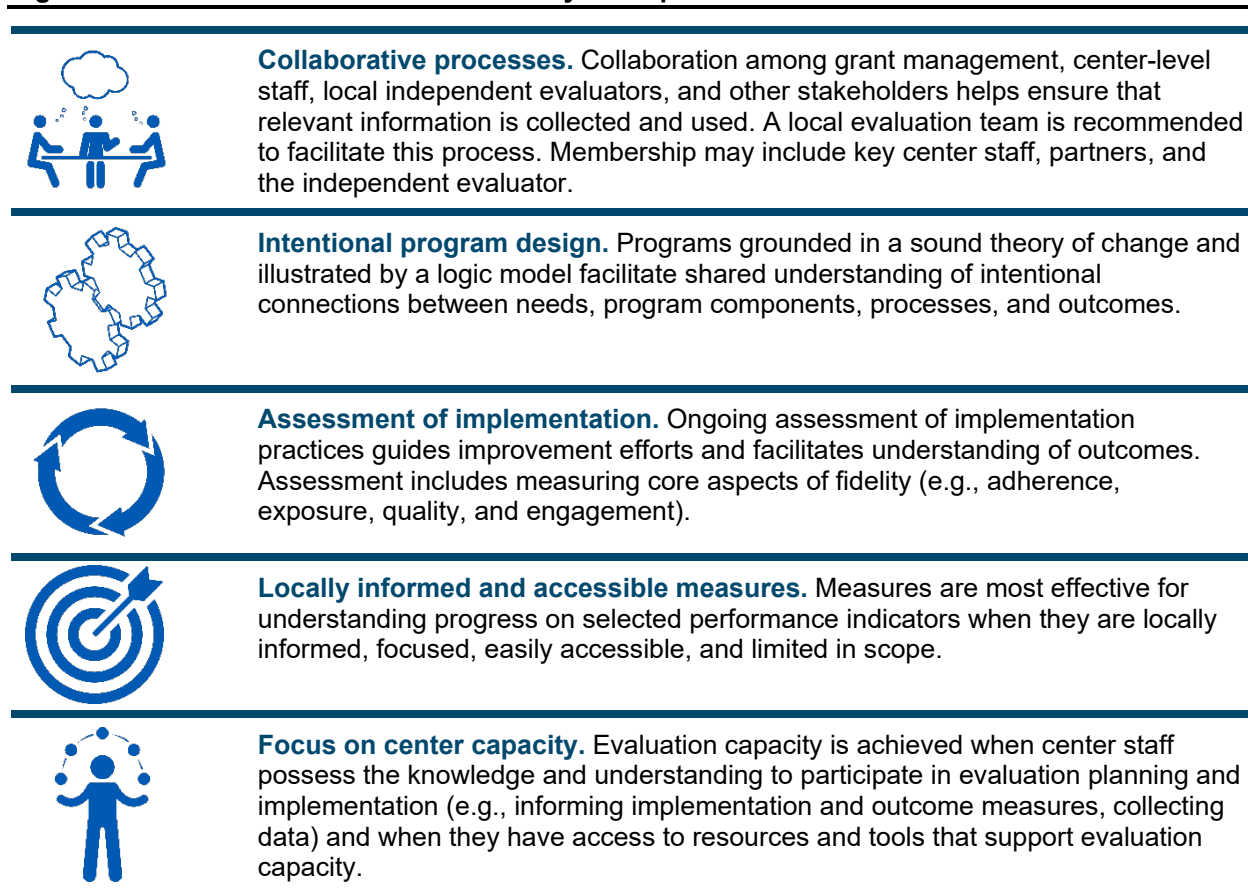 Collaborative processes. Collaboration among grant management, center-level
staff, local independent evaluators, and other stakeholders helps ensure that
relevant information is collected and used. A local evaluation team is recommended
to facilitate this process. Membership may include key center staff, partners, and
the independent evaluator.
Intentional program design. Programs grounded in a sound theory of change and
illustrated by a logic model facilitate shared understanding of intentional
connections between needs, program components, processes, and outcomes.
Assessment of implementation. Ongoing assessment of implementation
practices guides improvement efforts and facilitates understanding of outcomes.
Assessment includes measuring core aspects of fidelity (e.g., adherence,
exposure, quality, and engagement).
Locally informed and accessible measures. Measures are most effective for
understanding progress on selected performance indicators when they are locally
informed, focused, easily accessible, and limited in scope.
Focus on center capacity. Evaluation capacity is achieved when center staff
possess the knowledge and understanding to participate in evaluation planning and
implementation (e.g., informing implementation and outcome measures, collecting
data) and when they have access to resources and tools that support evaluation
capacity.